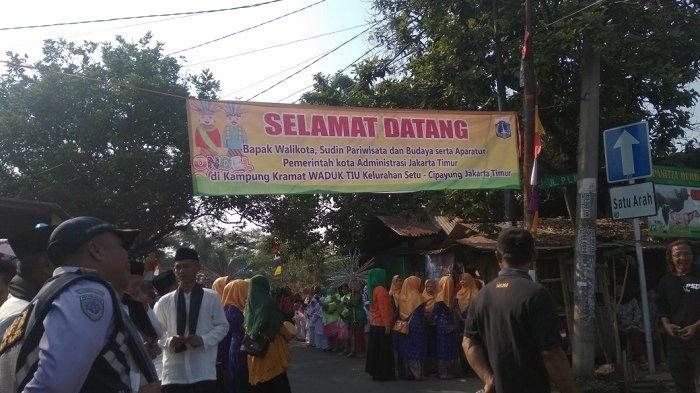 SELAMAT DATANG
Bapak Walikota, Sudin Pariwisata dan Budaya serta Aparatur
Pemerintah kota Administrasi Jakarta Timur
di Kampung Kramat WADUK TIU Kelurahan Setu - Cipayung Jakarta Timur
Satu Arah